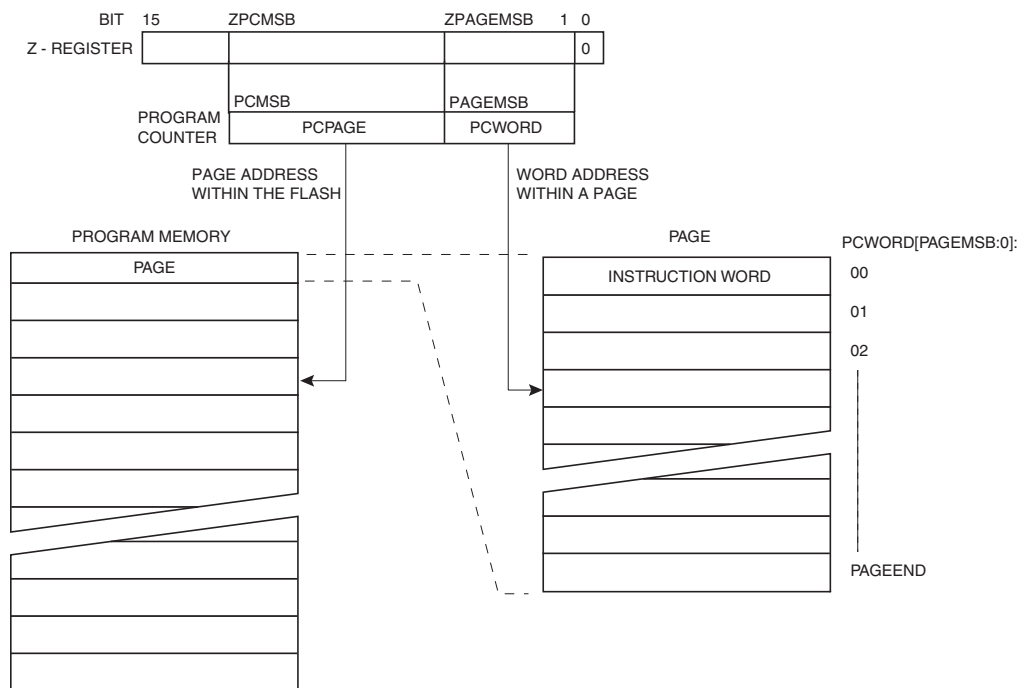 BIT 15 ZPCMSB ZPAGEMSB 1 0
Z - REGISTER 0
PCMSB PAGEMSB
PROGRAM
COUNTER
PCPAGE PCWORD
PAGE ADDRESS
WITHIN THE FLASH
WORD ADDRESS
WITHIN A PAGE
PROGRAM MEMORY
PAGE
PAGE
PCWORD[PAGEMSB:0]:
INSTRUCTION WORD
00
01
02
PAGEEND